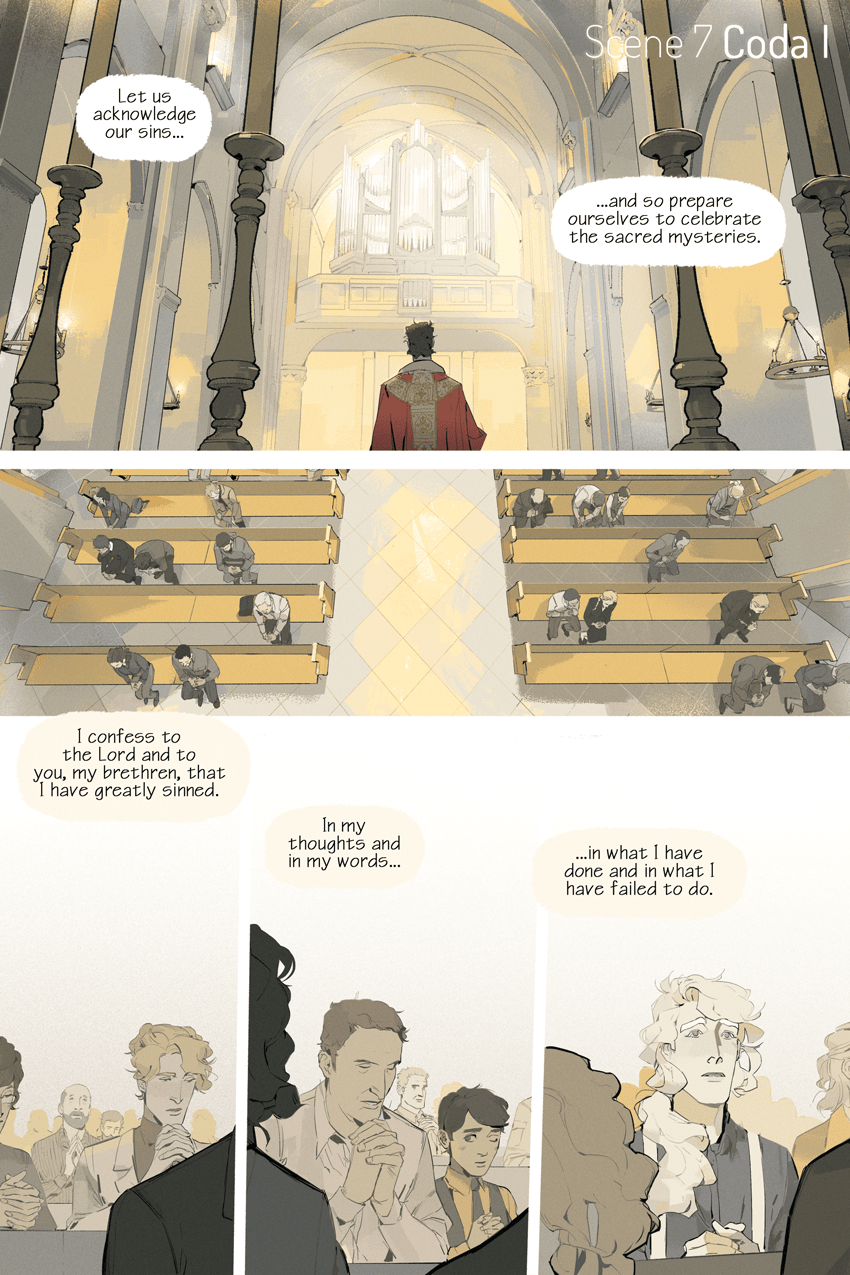 Scene 7 Coda I
Let us
acknowledge
our sins...
...and so prepare
ourselves to celebrate
the sacred mysteries.
I confess to
the Lord and to
you, my brethren, that
I have greatly sinned.
In my
thoughts and
in my words...
...in what I have
done and in what I
have failed to do.